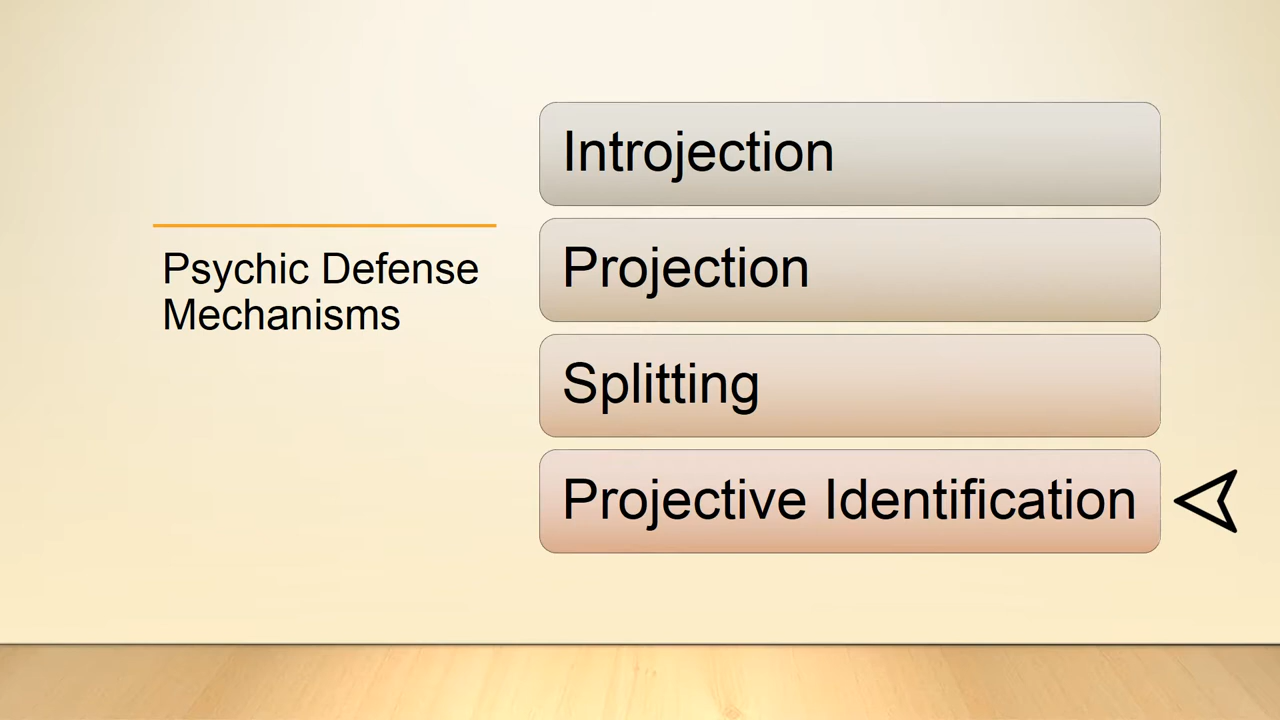 Psychic Defense
Mechanisms
Introjection
Projection
Splitting
Projective Identification